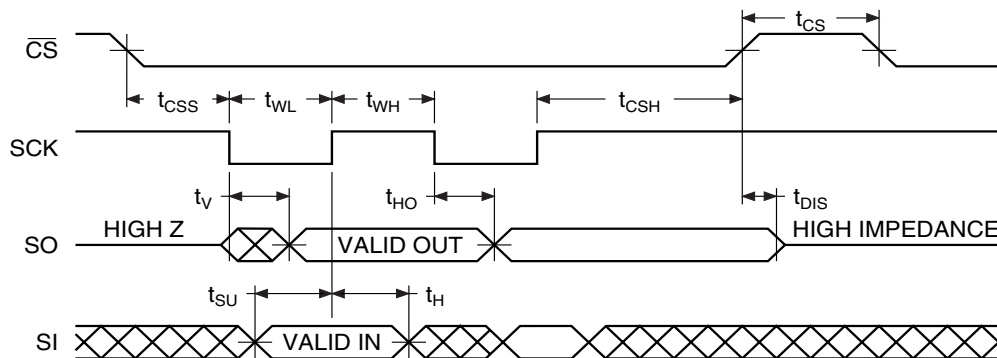 t_CS
C̅S̅
t_CSS t_WL t_WH t_CSH
SCK
t_V t_HO t_DIS
HIGH Z HIGH IMPEDANCE
SO VALID OUT
t_SU t_H
SI VALID IN